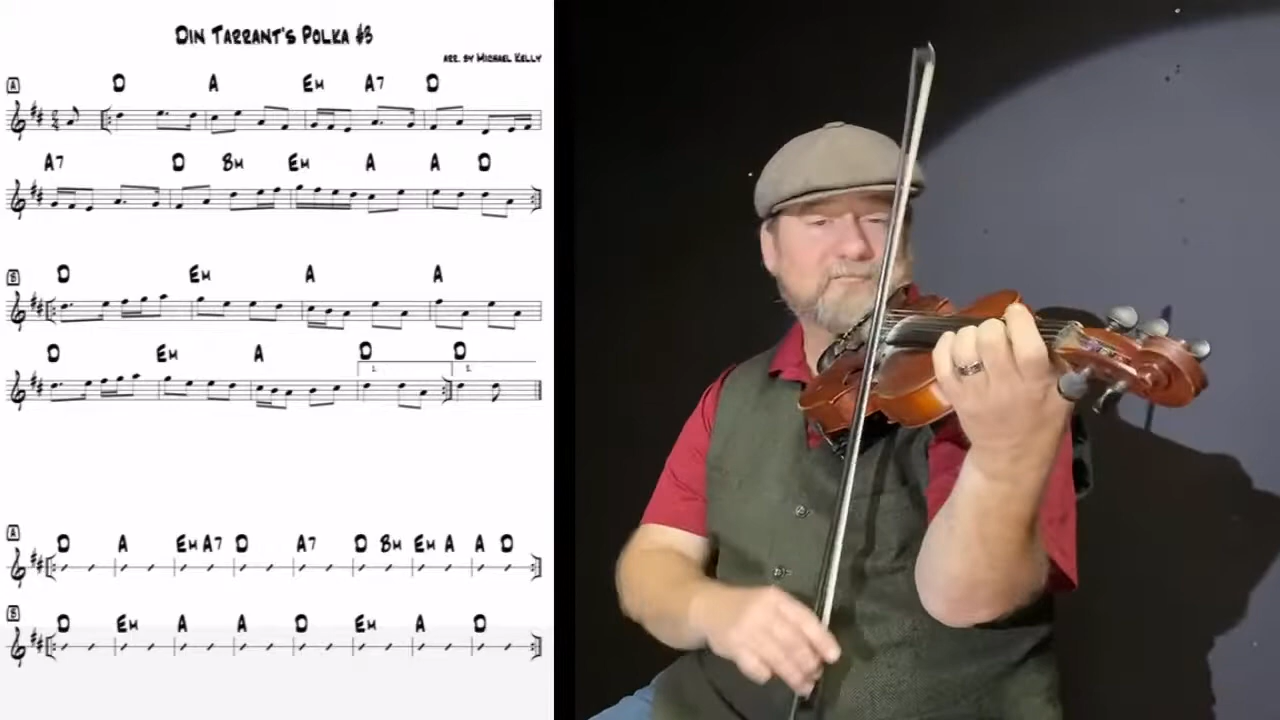 Din Tarrant's Polka #3
arr. by Michael Kelly
A
D A Em A7 D
A7 D Bm Em A A D
B
D Em A A
D Em A D D
1. 2.
A
D A Em A7 D A7 D Bm Em A A D
B
D Em A A D Em A D